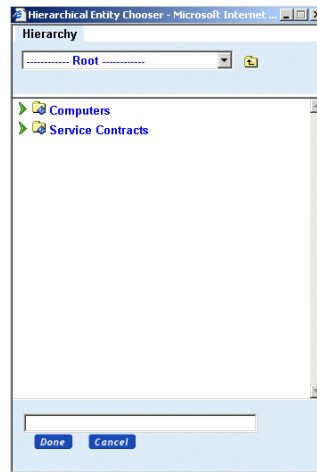 Hierarchical Entity Chooser - Microsoft Internet ...
Hierarchy
------------ Root ------------
Computers
Service Contracts
Done Cancel